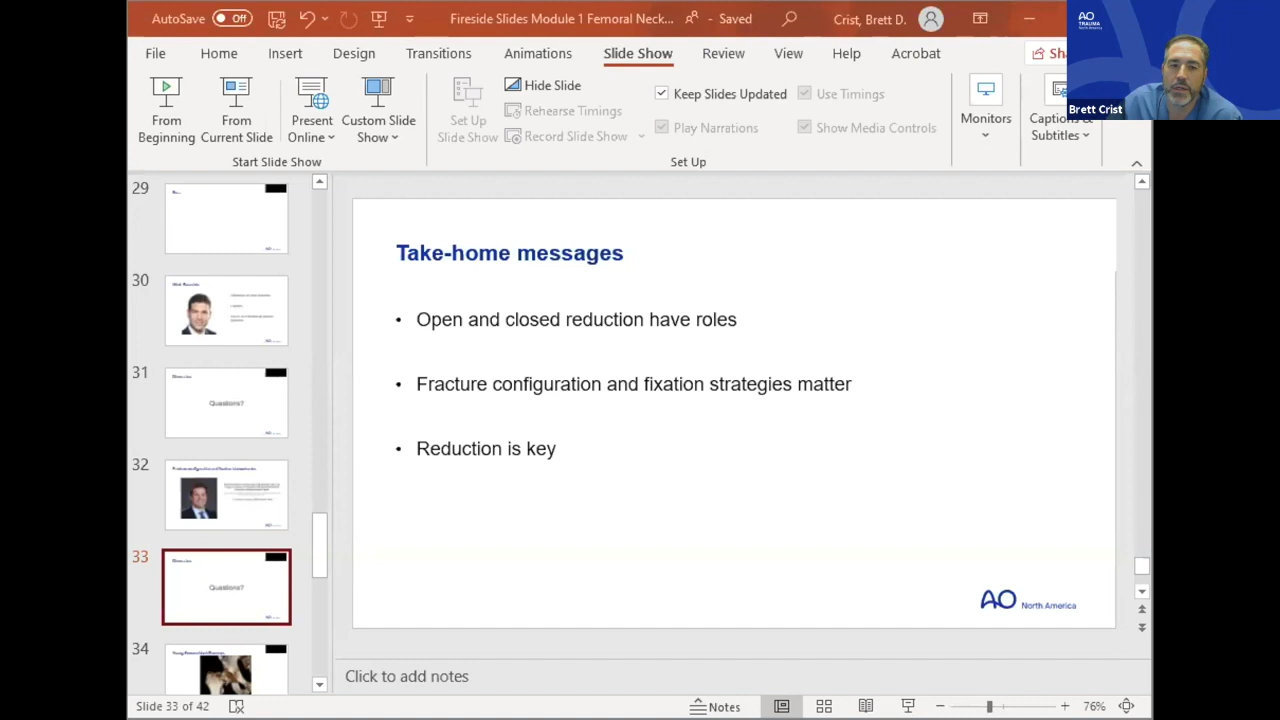 AutoSave Off Fireside Slides Module 1 Femoral Neck... - Saved Crist, Brett D.
AO
TRAUMA
North America
File Home Insert Design Transitions Animations Slide Show Review View Help Acrobat Sha
Brett Crist
From Beginning
From Current Slide
Present Online
Custom Slide Show
Set Up Slide Show
Hide Slide
Rehearse Timings
Record Slide Show
Keep Slides Updated
Play Narrations
Use Timings
Show Media Controls
Monitors
Captions &
Subtitles
Start Slide Show Set Up
29
30
31
Questions?
32
33
Questions?
34
Take-home messages
• Open and closed reduction have roles
• Fracture configuration and fixation strategies matter
• Reduction is key
AO North America
Click to add notes
Slide 33 of 42 Notes 76%